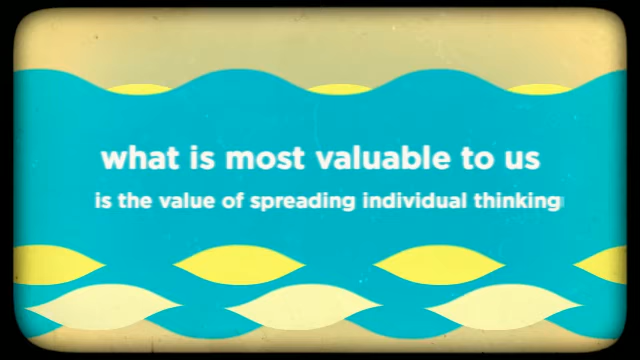 what is most valuable to us
is the value of spreading individual thinking